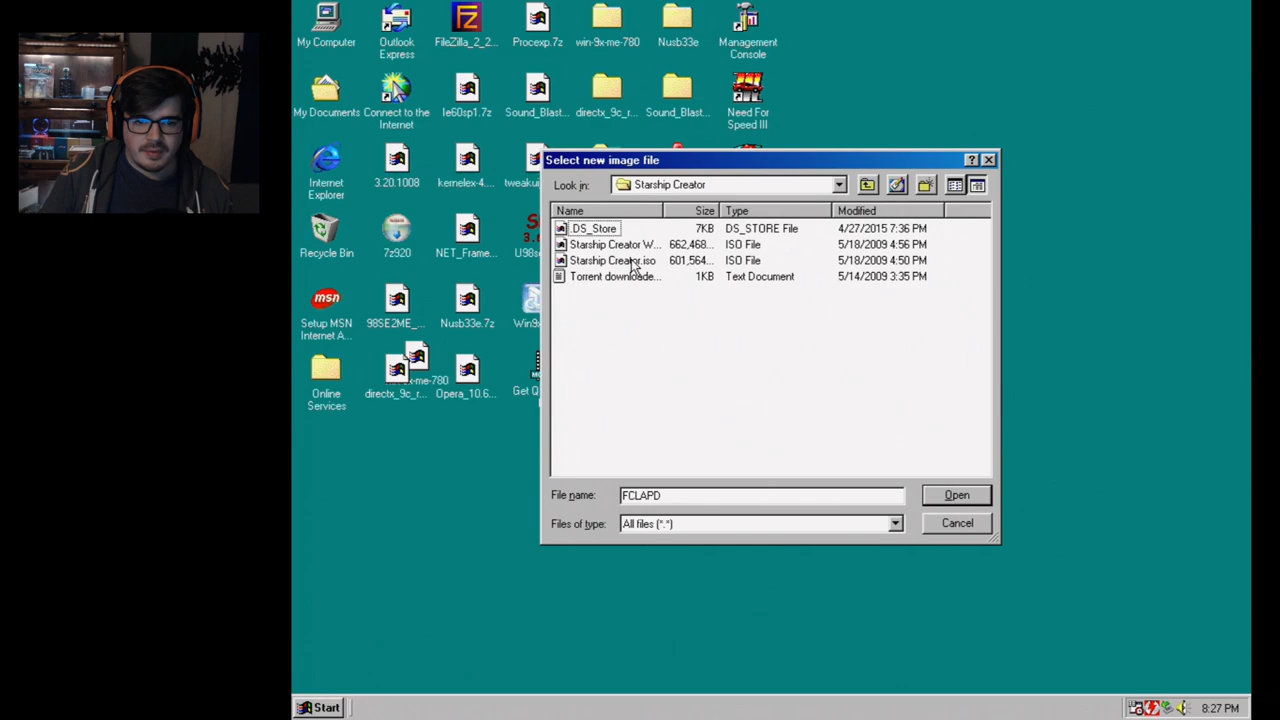 My Computer
Outlook Express
FileZilla_2_2...
Procexp.7z
win-9x-me-780
Nusb33e
Management Console
My Documents
Connect to the Internet
Ie60sp1.7z
Sound_Blast...
directx_9c_r...
Sound_Blast...
Need For Speed III
Internet Explorer
3.20.1008
kernelex-4....
tweakui
Recycle Bin
7z920
NET_Frame...
U98s
Setup MSN Internet A...
98SE2ME_...
Nusb33e.7z
Win9
Online Services
directx_9c_r...
x-me-780
Opera_10.6...
Get Q
Select new image file
Look in:
Starship Creator
Name
Size
Type
Modified
.DS_Store
7KB
DS_STORE File
4/27/2015 7:36 PM
Starship Creator W...
662,468...
ISO File
5/18/2009 4:56 PM
Starship Creator.iso
601,564...
ISO File
5/18/2009 4:50 PM
Torrent downloade...
1KB
Text Document
5/14/2009 3:35 PM
File name:
FCLAPD
Open
Files of type:
All files (*.*)
Cancel
Start
8:27 PM